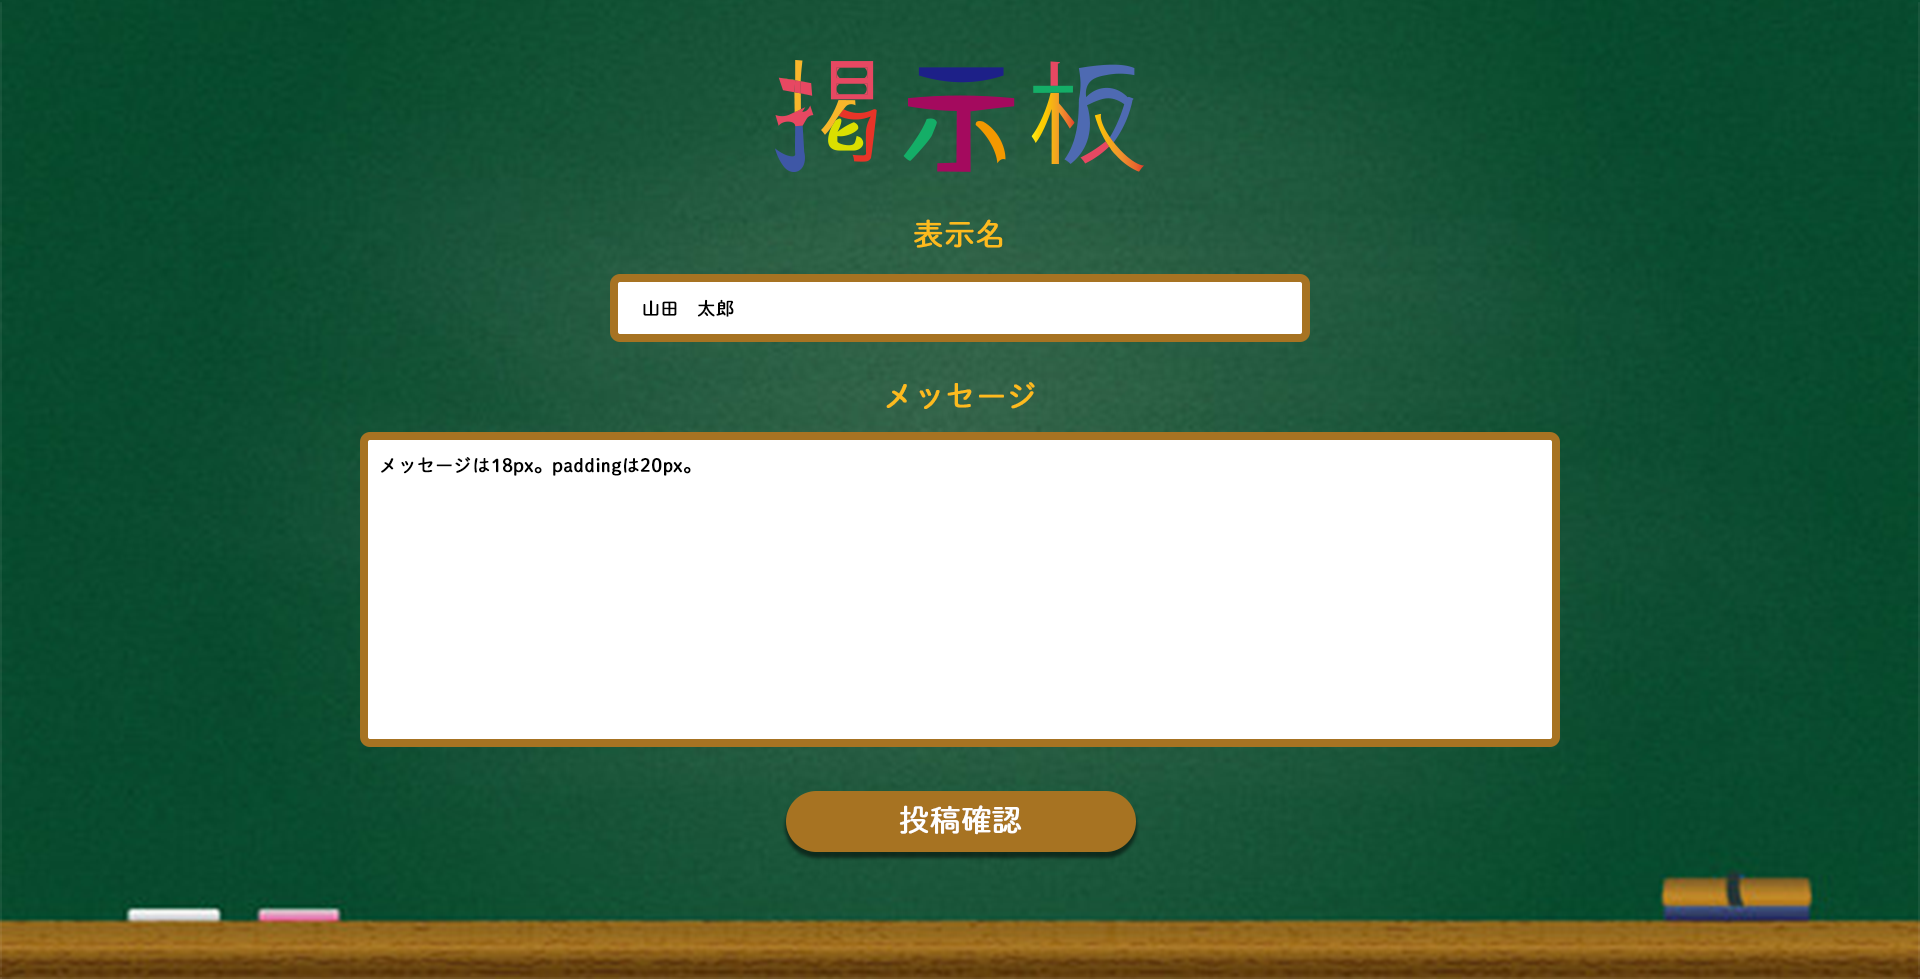 掲示板
表示名
山田　太郎
メッセージ
メッセージは18px。paddingは20px。
投稿確認